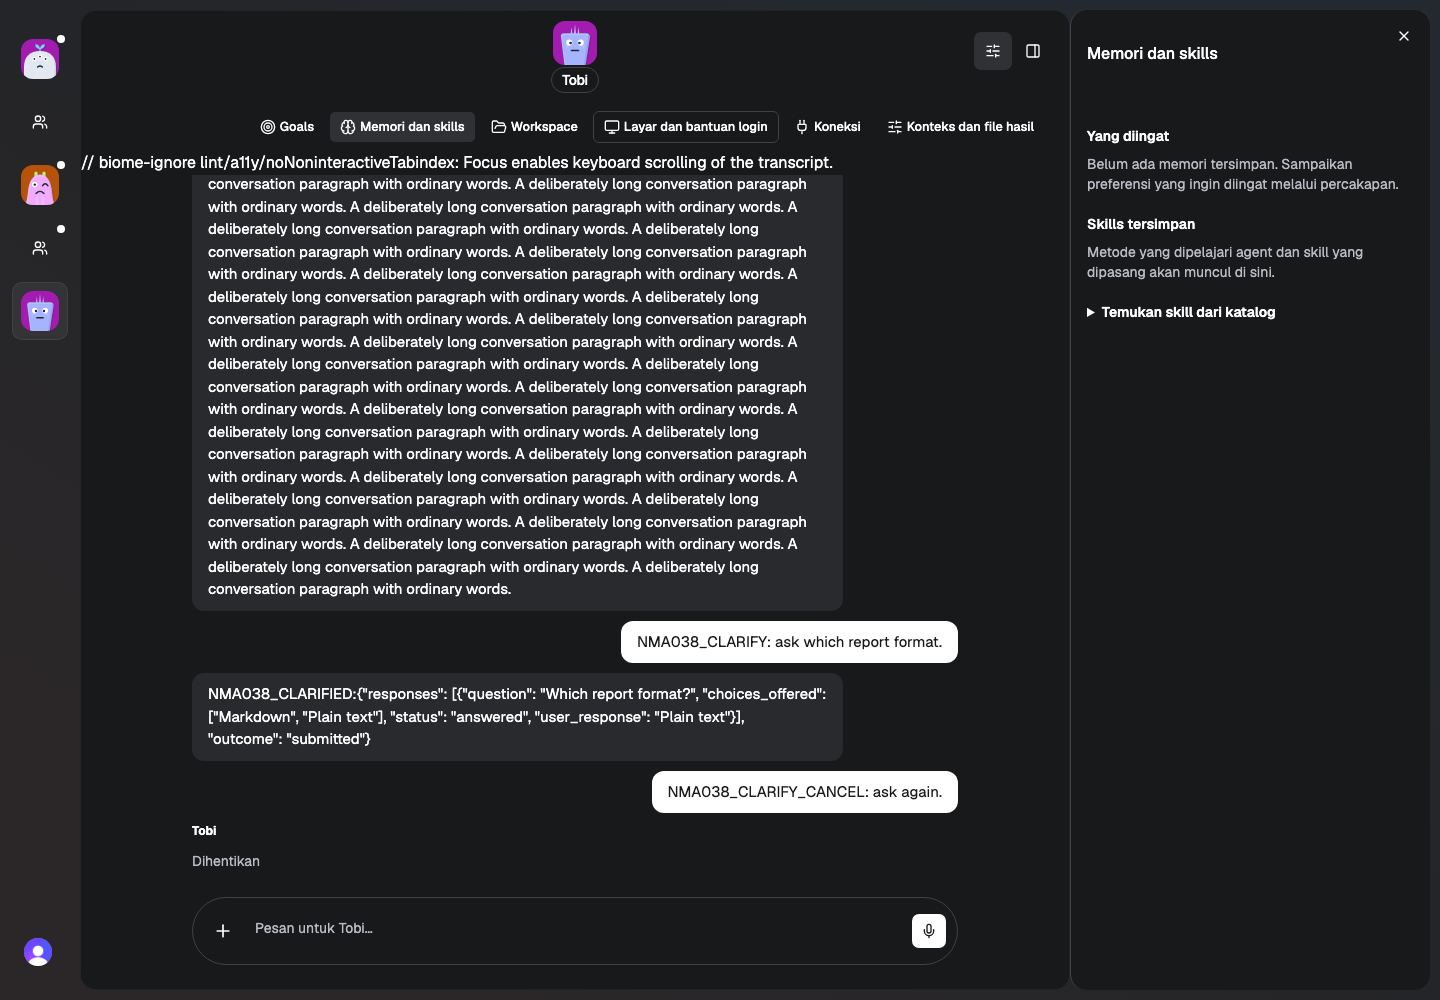 Tobi
Goals
Memori dan skills
Workspace
Layar dan bantuan login
Koneksi
Konteks dan file hasil
// biome-ignore lint/a11y/noNoninteractiveTabindex: Focus enables keyboard scrolling of the transcript.
conversation paragraph with ordinary words. A deliberately long conversation paragraph
with ordinary words. A deliberately long conversation paragraph with ordinary words. A
deliberately long conversation paragraph with ordinary words. A deliberately long
conversation paragraph with ordinary words. A deliberately long conversation paragraph
with ordinary words. A deliberately long conversation paragraph with ordinary words. A
deliberately long conversation paragraph with ordinary words. A deliberately long
conversation paragraph with ordinary words. A deliberately long conversation paragraph
with ordinary words. A deliberately long conversation paragraph with ordinary words. A
deliberately long conversation paragraph with ordinary words. A deliberately long
conversation paragraph with ordinary words. A deliberately long conversation paragraph
with ordinary words. A deliberately long conversation paragraph with ordinary words. A
deliberately long conversation paragraph with ordinary words. A deliberately long
conversation paragraph with ordinary words. A deliberately long conversation paragraph
with ordinary words. A deliberately long conversation paragraph with ordinary words. A
deliberately long conversation paragraph with ordinary words. A deliberately long
conversation paragraph with ordinary words. A deliberately long conversation paragraph
with ordinary words. A deliberately long conversation paragraph with ordinary words. A
deliberately long conversation paragraph with ordinary words. A deliberately long
conversation paragraph with ordinary words.
NMA038_CLARIFY: ask which report format.
NMA038_CLARIFIED:{"responses": [{"question": "Which report format?", "choices_offered":
["Markdown", "Plain text"], "status": "answered", "user_response": "Plain text"}],
"outcome": "submitted"}
NMA038_CLARIFY_CANCEL: ask again.
Tobi
Dihentikan
Pesan untuk Tobi...
Memori dan skills
Yang diingat
Belum ada memori tersimpan. Sampaikan
preferensi yang ingin diingat melalui percakapan.
Skills tersimpan
Metode yang dipelajari agent dan skill yang
dipasang akan muncul di sini.
Temukan skill dari katalog